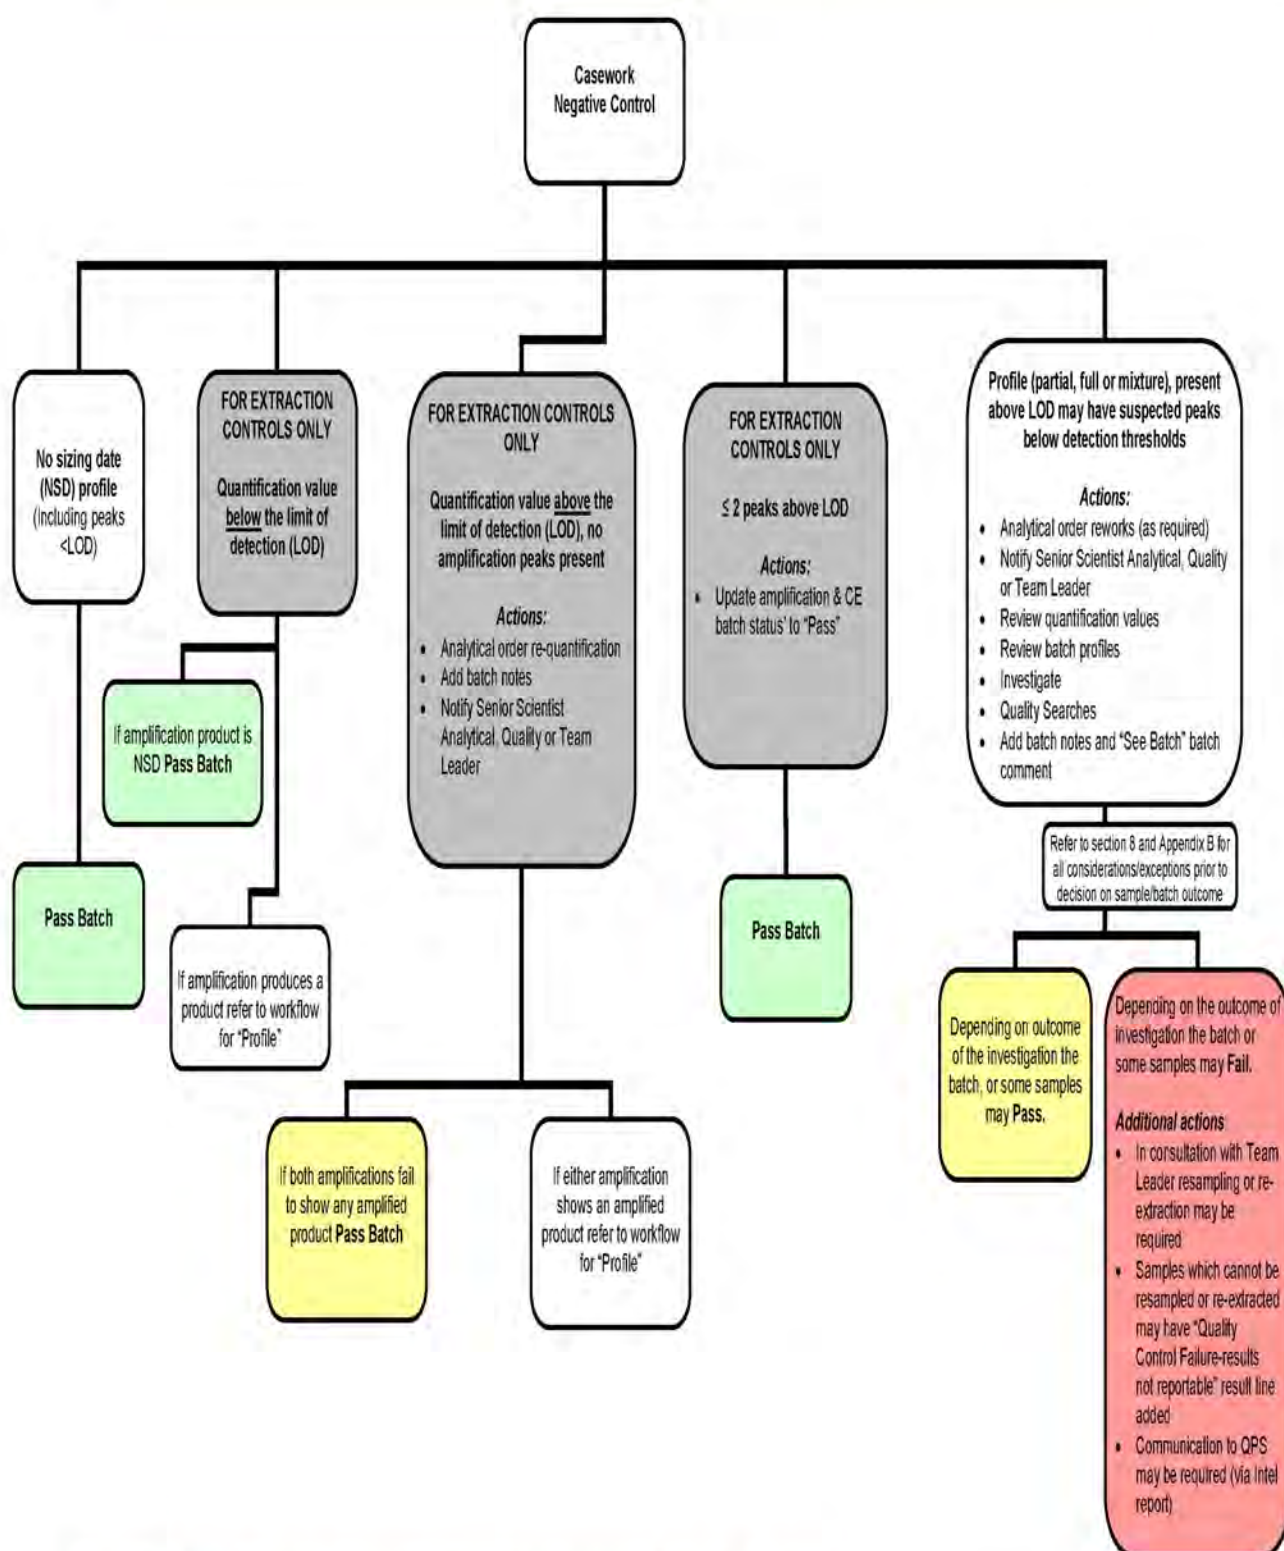 Casework
Negative Control
No sizing date
(NSD) profile
(Including peaks
<LOD)
Pass Batch
FOR EXTRACTION
CONTROLS ONLY
Quantification value
below the limit of
detection (LOD)
If amplification product is
NSD Pass Batch
If amplification produces a
product refer to workflow
for "Profile"
FOR EXTRACTION CONTROLS
ONLY
Quantification value above the
limit of detection (LOD), no
amplification peaks present
Actions:
• Analytical order re-quantification
• Add batch notes
• Notify Senior Scientist
Analytical, Quality or Team
Leader
If both amplifications fail
to show any amplified
product Pass Batch
If either amplification
shows an amplified
product refer to workflow
for "Profile"
FOR EXTRACTION
CONTROLS ONLY
≤ 2 peaks above LOD
Actions:
• Update amplification & CE
batch status' to "Pass"
Pass Batch
Profile (partial, full or mixture), present
above LOD may have suspected peaks
below detection thresholds
Actions:
• Analytical order reworks (as required)
• Notify Senior Scientist Analytical, Quality
or Team Leader
• Review quantification values
• Review batch profiles
• Investigate
• Quality Searches
• Add batch notes and "See Batch" batch
comment
Refer to section 8 and Appendix B for
all considerations/exceptions prior to
decision on sample/batch outcome
Depending on outcome
of the investigation the
batch, or some samples
may Pass.
Depending on the outcome of
investigation the batch or
some samples may Fail.
Additional actions
• In consultation with Team
Leader resampling or re-
extraction may be
required
• Samples which cannot be
resampled or re-extracted
may have "Quality
Control Failure-results
not reportable" result line
added
• Communication to QPS
may be required (via Intel
report)